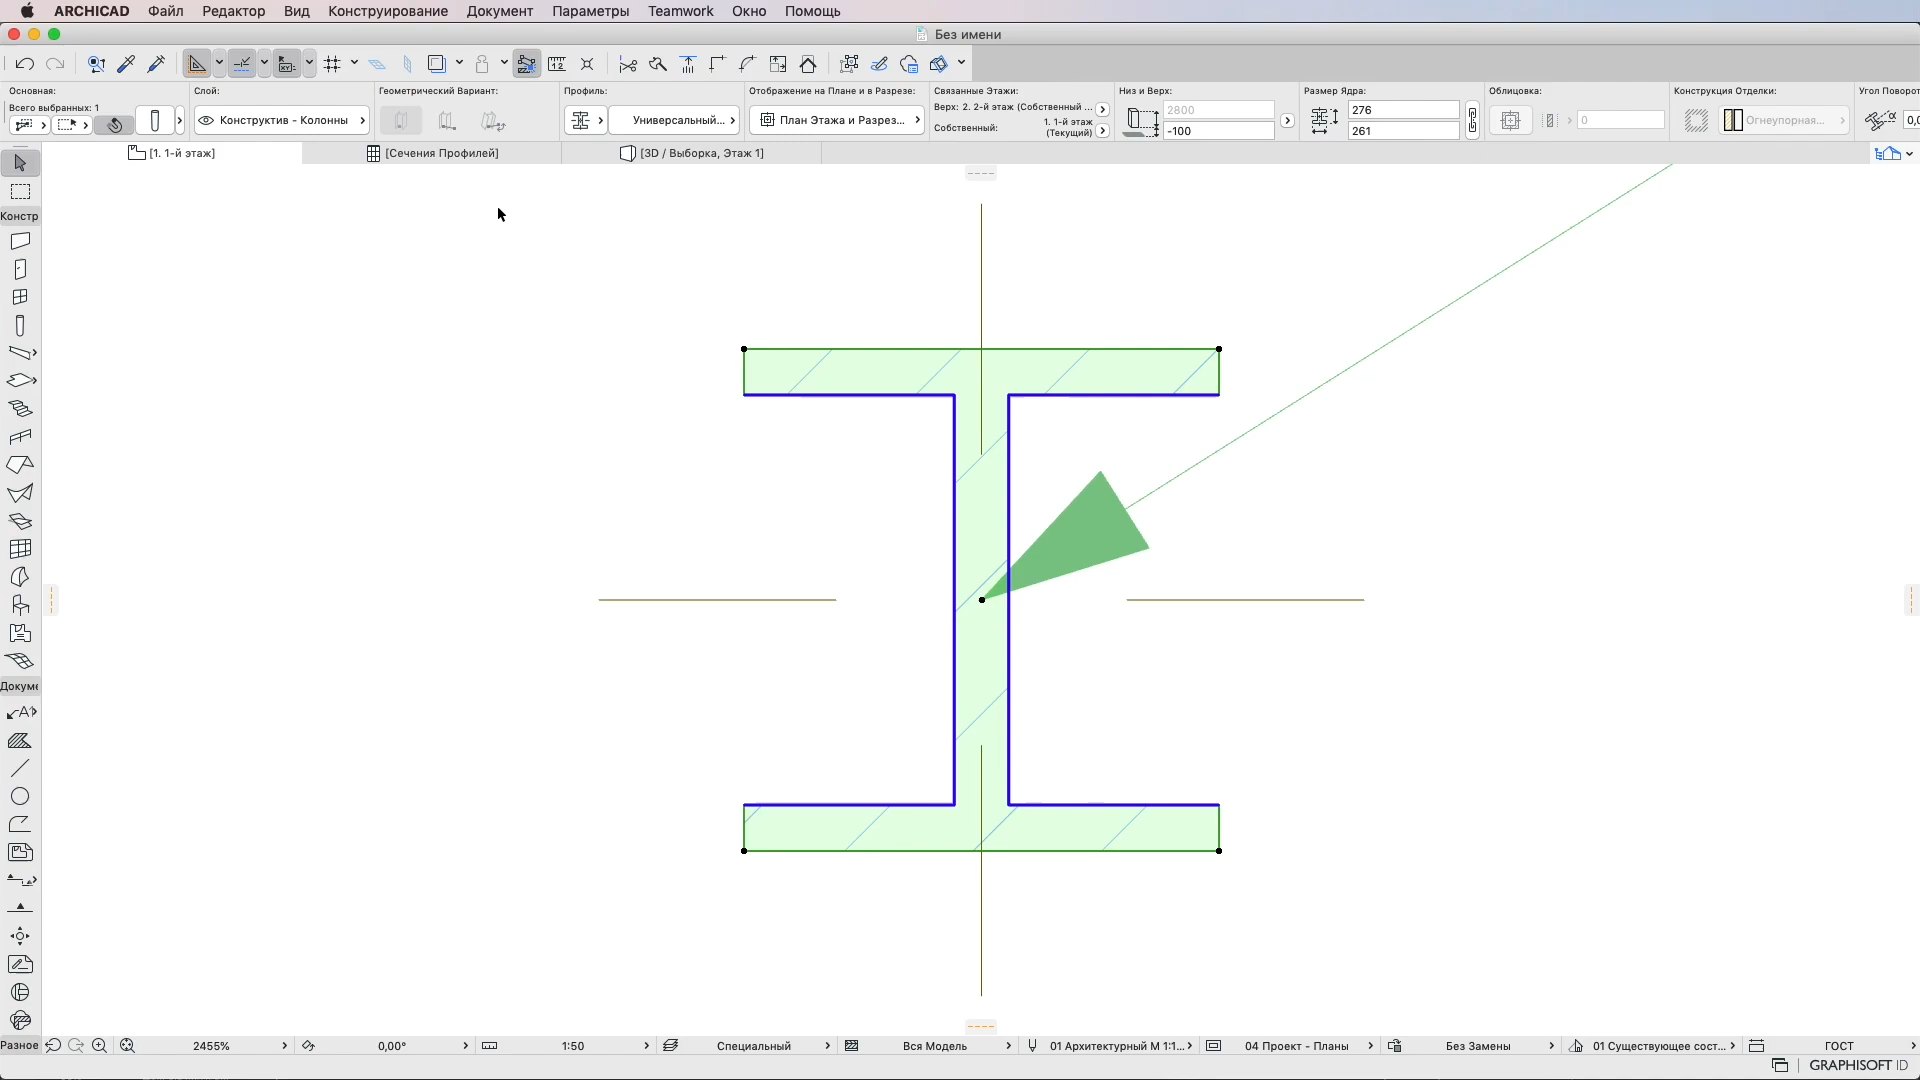 ARCHICAD Файл Редактор Вид Конструирование Документ Параметры Teamwork Окно Помощь
Без имени
Основная: Слой: Геометрический Вариант: Профиль: Отображение на Плане и в Разрезе: Связанные Этажи: Низ и Верх: Размер Ядра: Облицовка: Конструкция Отделки: Угол Поворот
Всего выбранных: 1
Конструктив - Колонны
Универсальный...
План Этажа и Разрез...
Верх: 2. 2-й этаж (Собственный ...
Собственный: 1. 1-й этаж (Текущий)
2800
-100
276
261
0
Огнеупорная...
0,0
[1. 1-й этаж] [Сечения Профилей] [3D / Выборка, Этаж 1]
Констр
Докуме
Разное
2455% 0,00° 1:50 Специальный Вся Модель 01 Архитектурный М 1:1... 04 Проект - Планы Без Замены 01 Существующее сост... ГОСТ
GRAPHISOFT ID